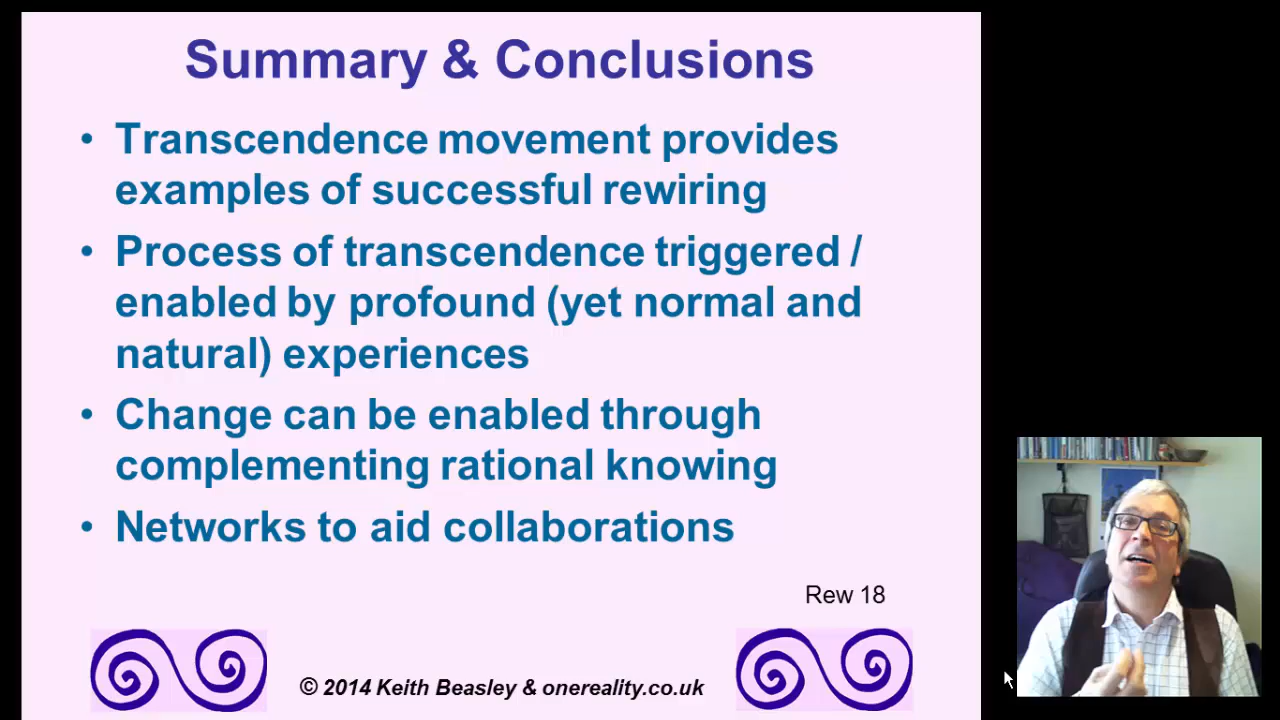 Summary & Conclusions
• Transcendence movement provides
examples of successful rewiring
• Process of transcendence triggered /
enabled by profound (yet normal and
natural) experiences
• Change can be enabled through
complementing rational knowing
• Networks to aid collaborations
Rew 18
© 2014 Keith Beasley & onereality.co.uk